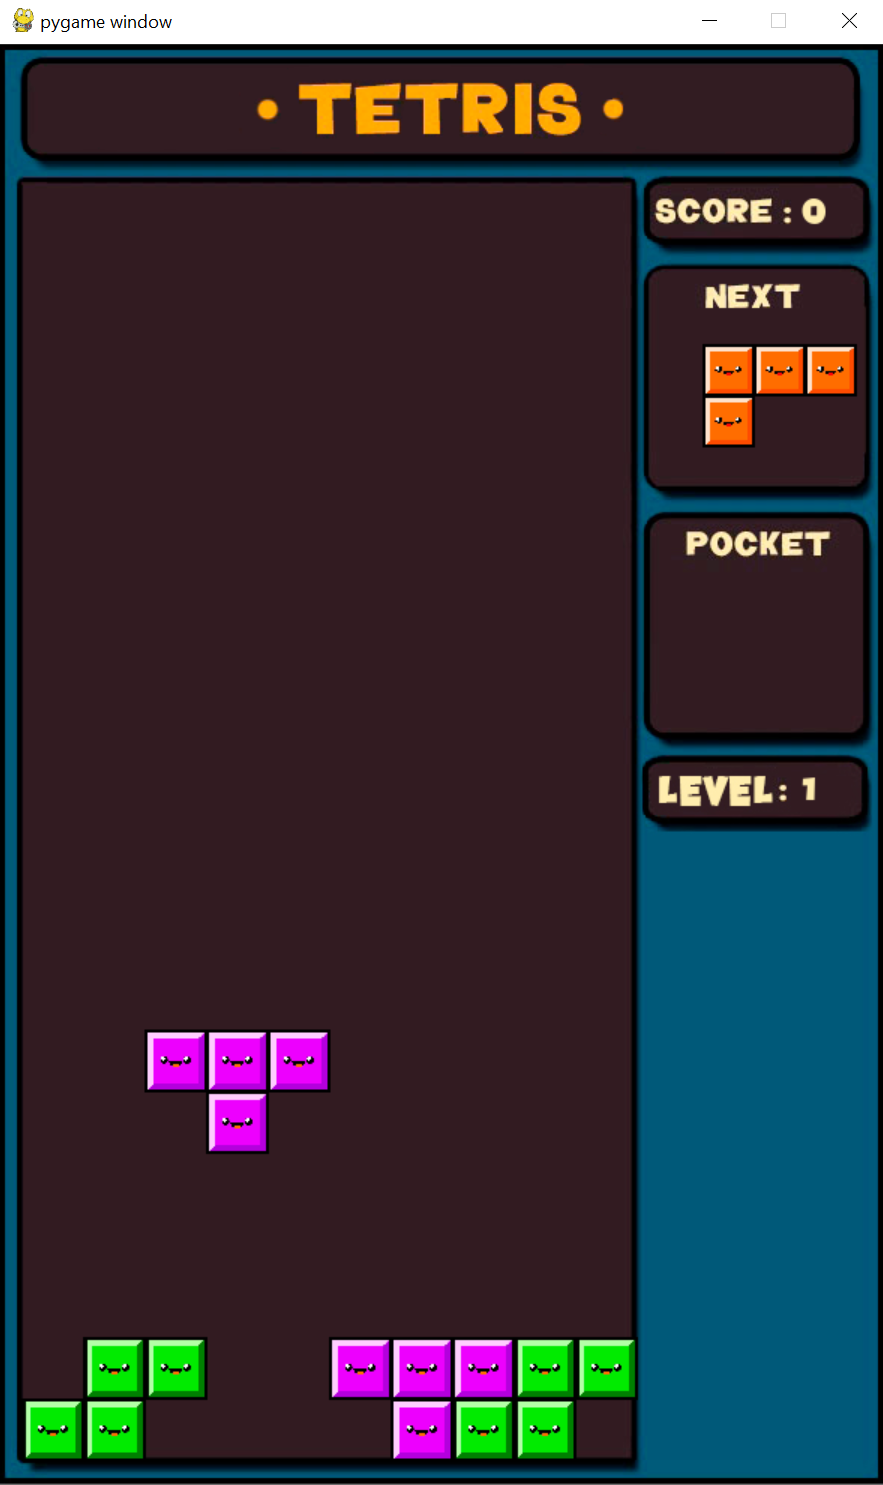 pygame window
• TETRIS •
SCORE : 0
NEXT
POCKET
LEVEL: 1